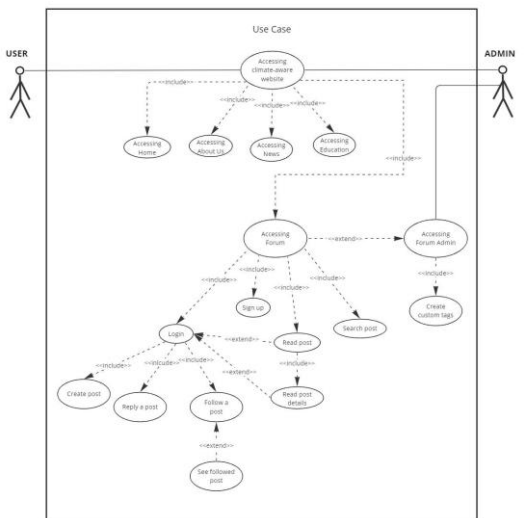 Use Case
USER
ADMIN
Accessing
climate-aware
website
<<include>>
<<include>>
<<include>>
<<include>>
Accessing
Home
Accessing
About Us
Accessing
News
Accessing
Education
<<include>>
Accessing
Forum
<<extend>>
Accessing
Forum Admin
<<include>>
<<include>>
<<include>>
<<include>>
<<include>>
Sign up
Create
custom tags
Search post
Login
<<extend>>
Read post
<<include>>
<<include>>
<<include>>
<<include>>
<<extend>>
Create post
Reply a post
Follow a
post
Read post
details
<<extend>>
See followed
post